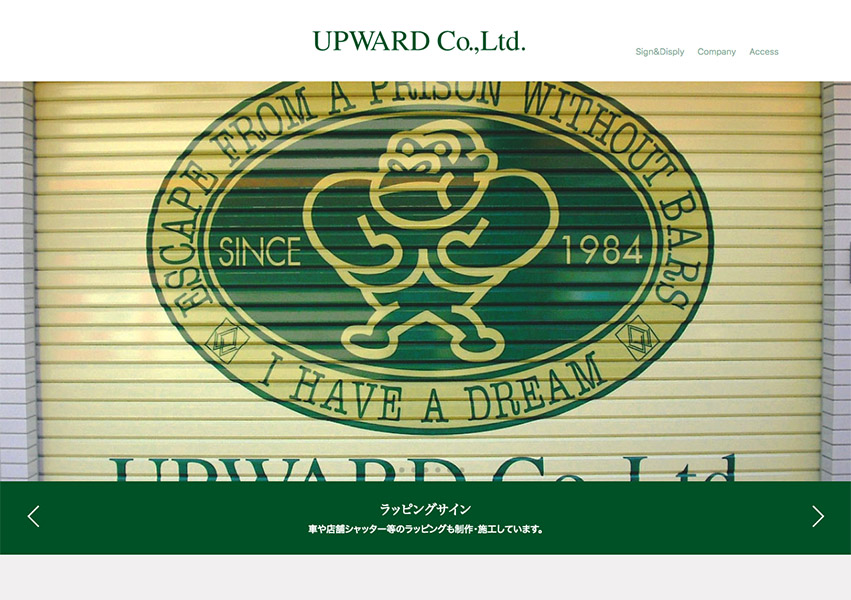 UPWARD Co.,Ltd.
Sign&Disply Company Access
ESCAPE FROM A PRISON WITHOUT BARS
SINCE 1984
I HAVE A DREAM
UPWARD Co.,Ltd
ラッピングサイン
車や店舗シャッター等のラッピングも制作・施工しています。